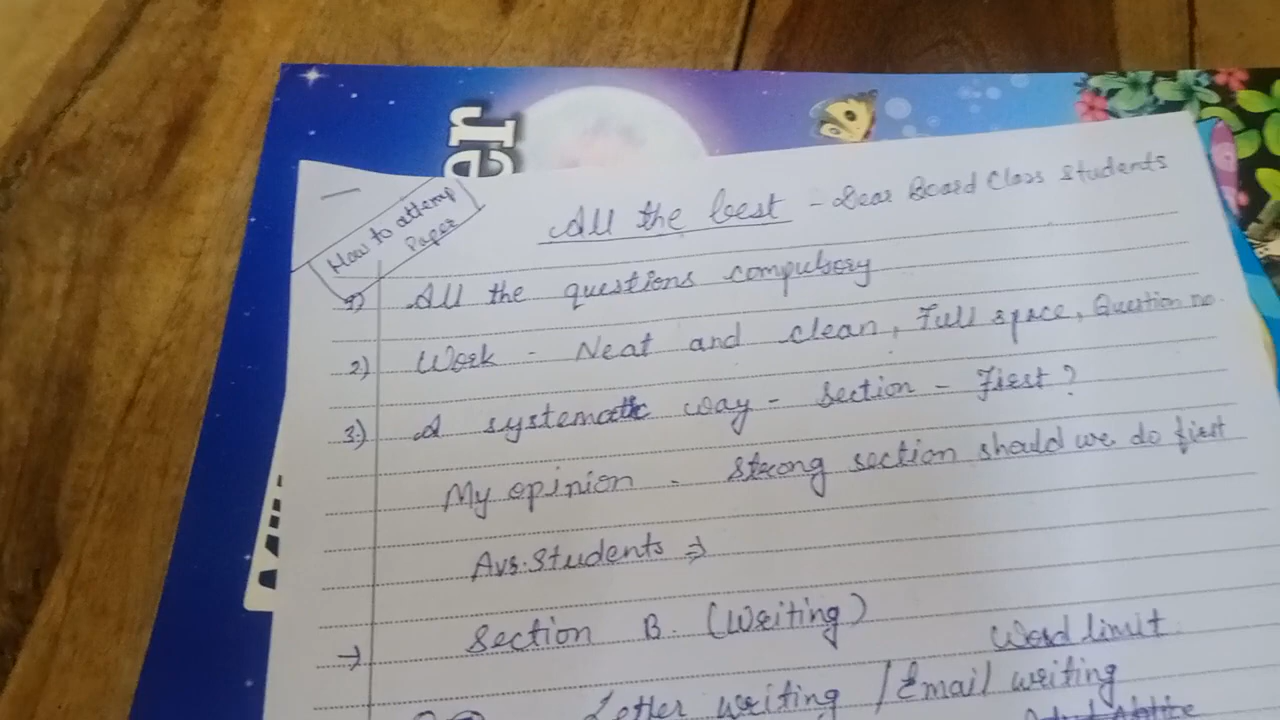 er
How to attemp
Paper
All the best - Dear Board Class students
1) All the questions compulsory
2) Work - Neat and clean, Full space, Question no.
3.) A systematic way - Section - First?
My opinion - Strong section should we do first
Avg. Students ⇒
→ Section B. (Writing)
Word limit
Letter writing / Email writing